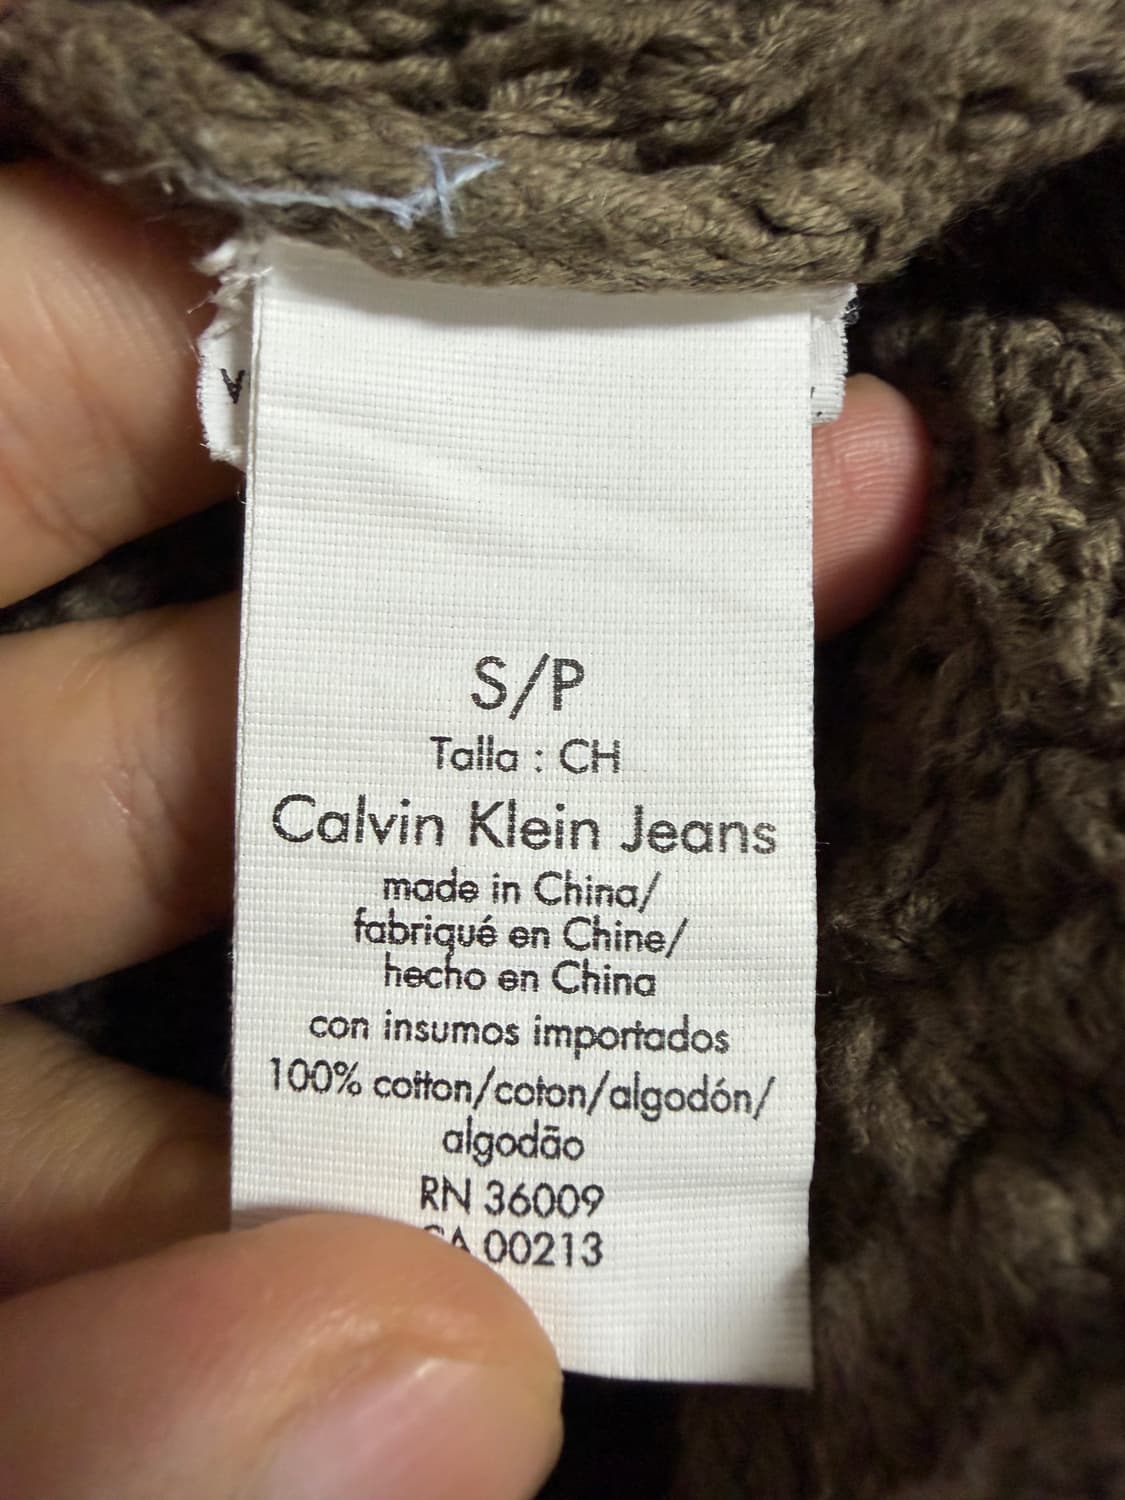 S/P
Talla : CH
Calvin Klein Jeans
made in China/
fabriqué en Chine/
hecho en China
con insumos importados
100% cotton/coton/algodón/
algodão
RN 36009
CA 00213